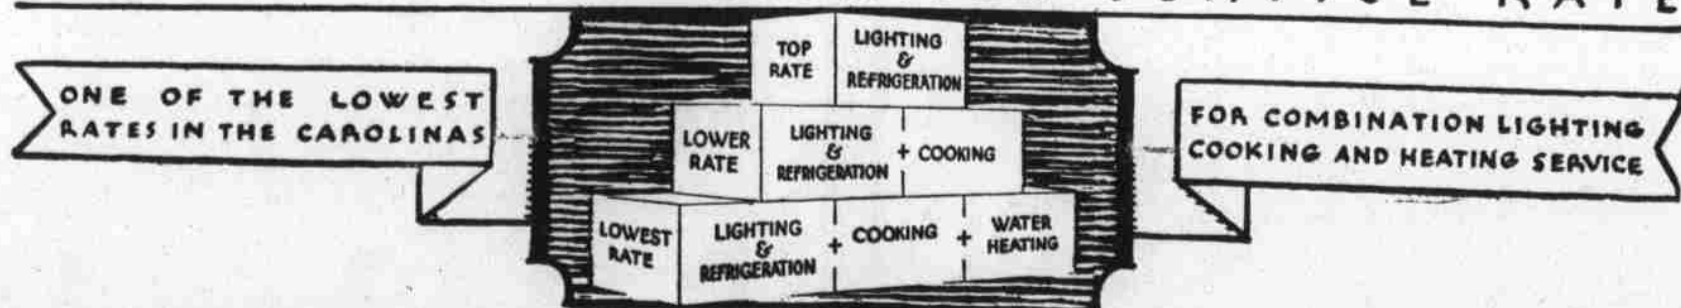 RATE
ONE OF THE LOWEST
RATES IN THE CAROLINAS
TOP
RATE
LIGHTING
&
REFRIGERATION
LOWER
RATE
LIGHTING
&
REFRIGERATION
+ COOKING
LOWEST
RATE
LIGHTING
&
REFRIGERATION
+ COOKING
+ WATER
HEATING
FOR COMBINATION LIGHTING
COOKING AND HEATING SERVICE